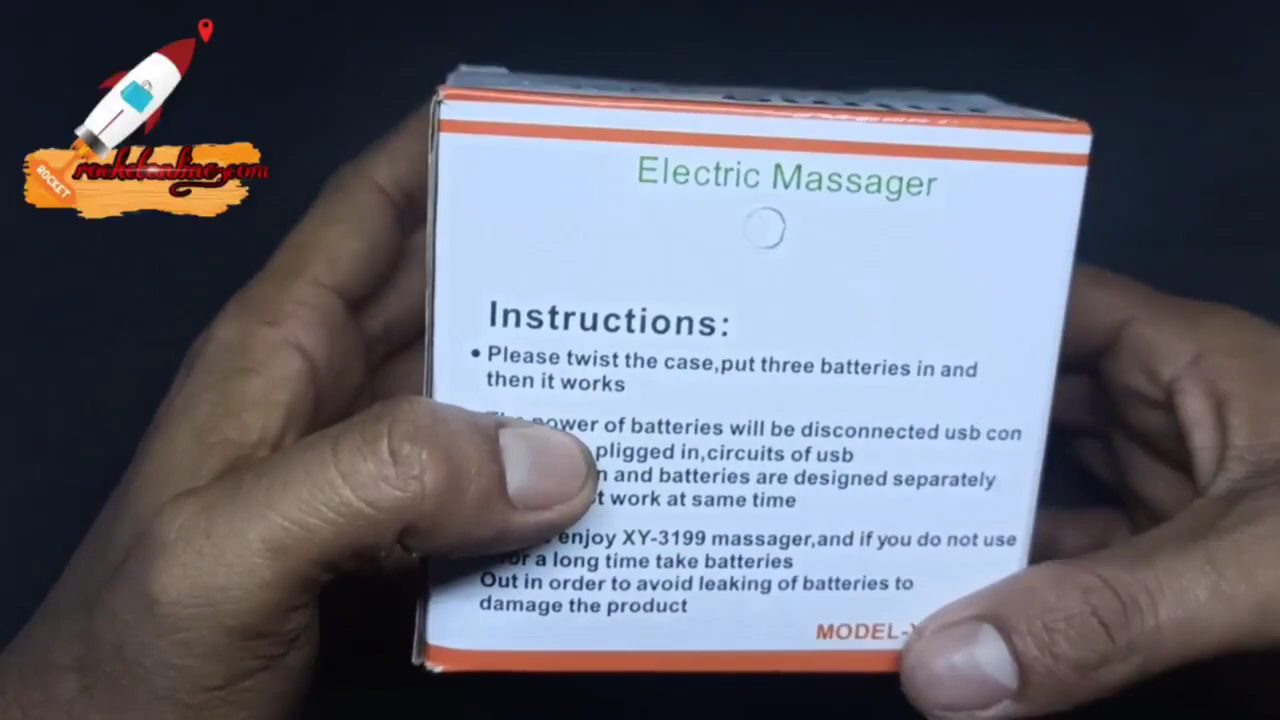 ROCKET
Electric Massager
Instructions:
• Please twist the case,put three batteries in and
then it works
power of batteries will be disconnected usb con
pligged in,circuits of usb
and batteries are designed separately
work at same time
enjoy XY-3199 massager,and if you do not use
for a long time take batteries
Out in order to avoid leaking of batteries to
damage the product
MODEL-